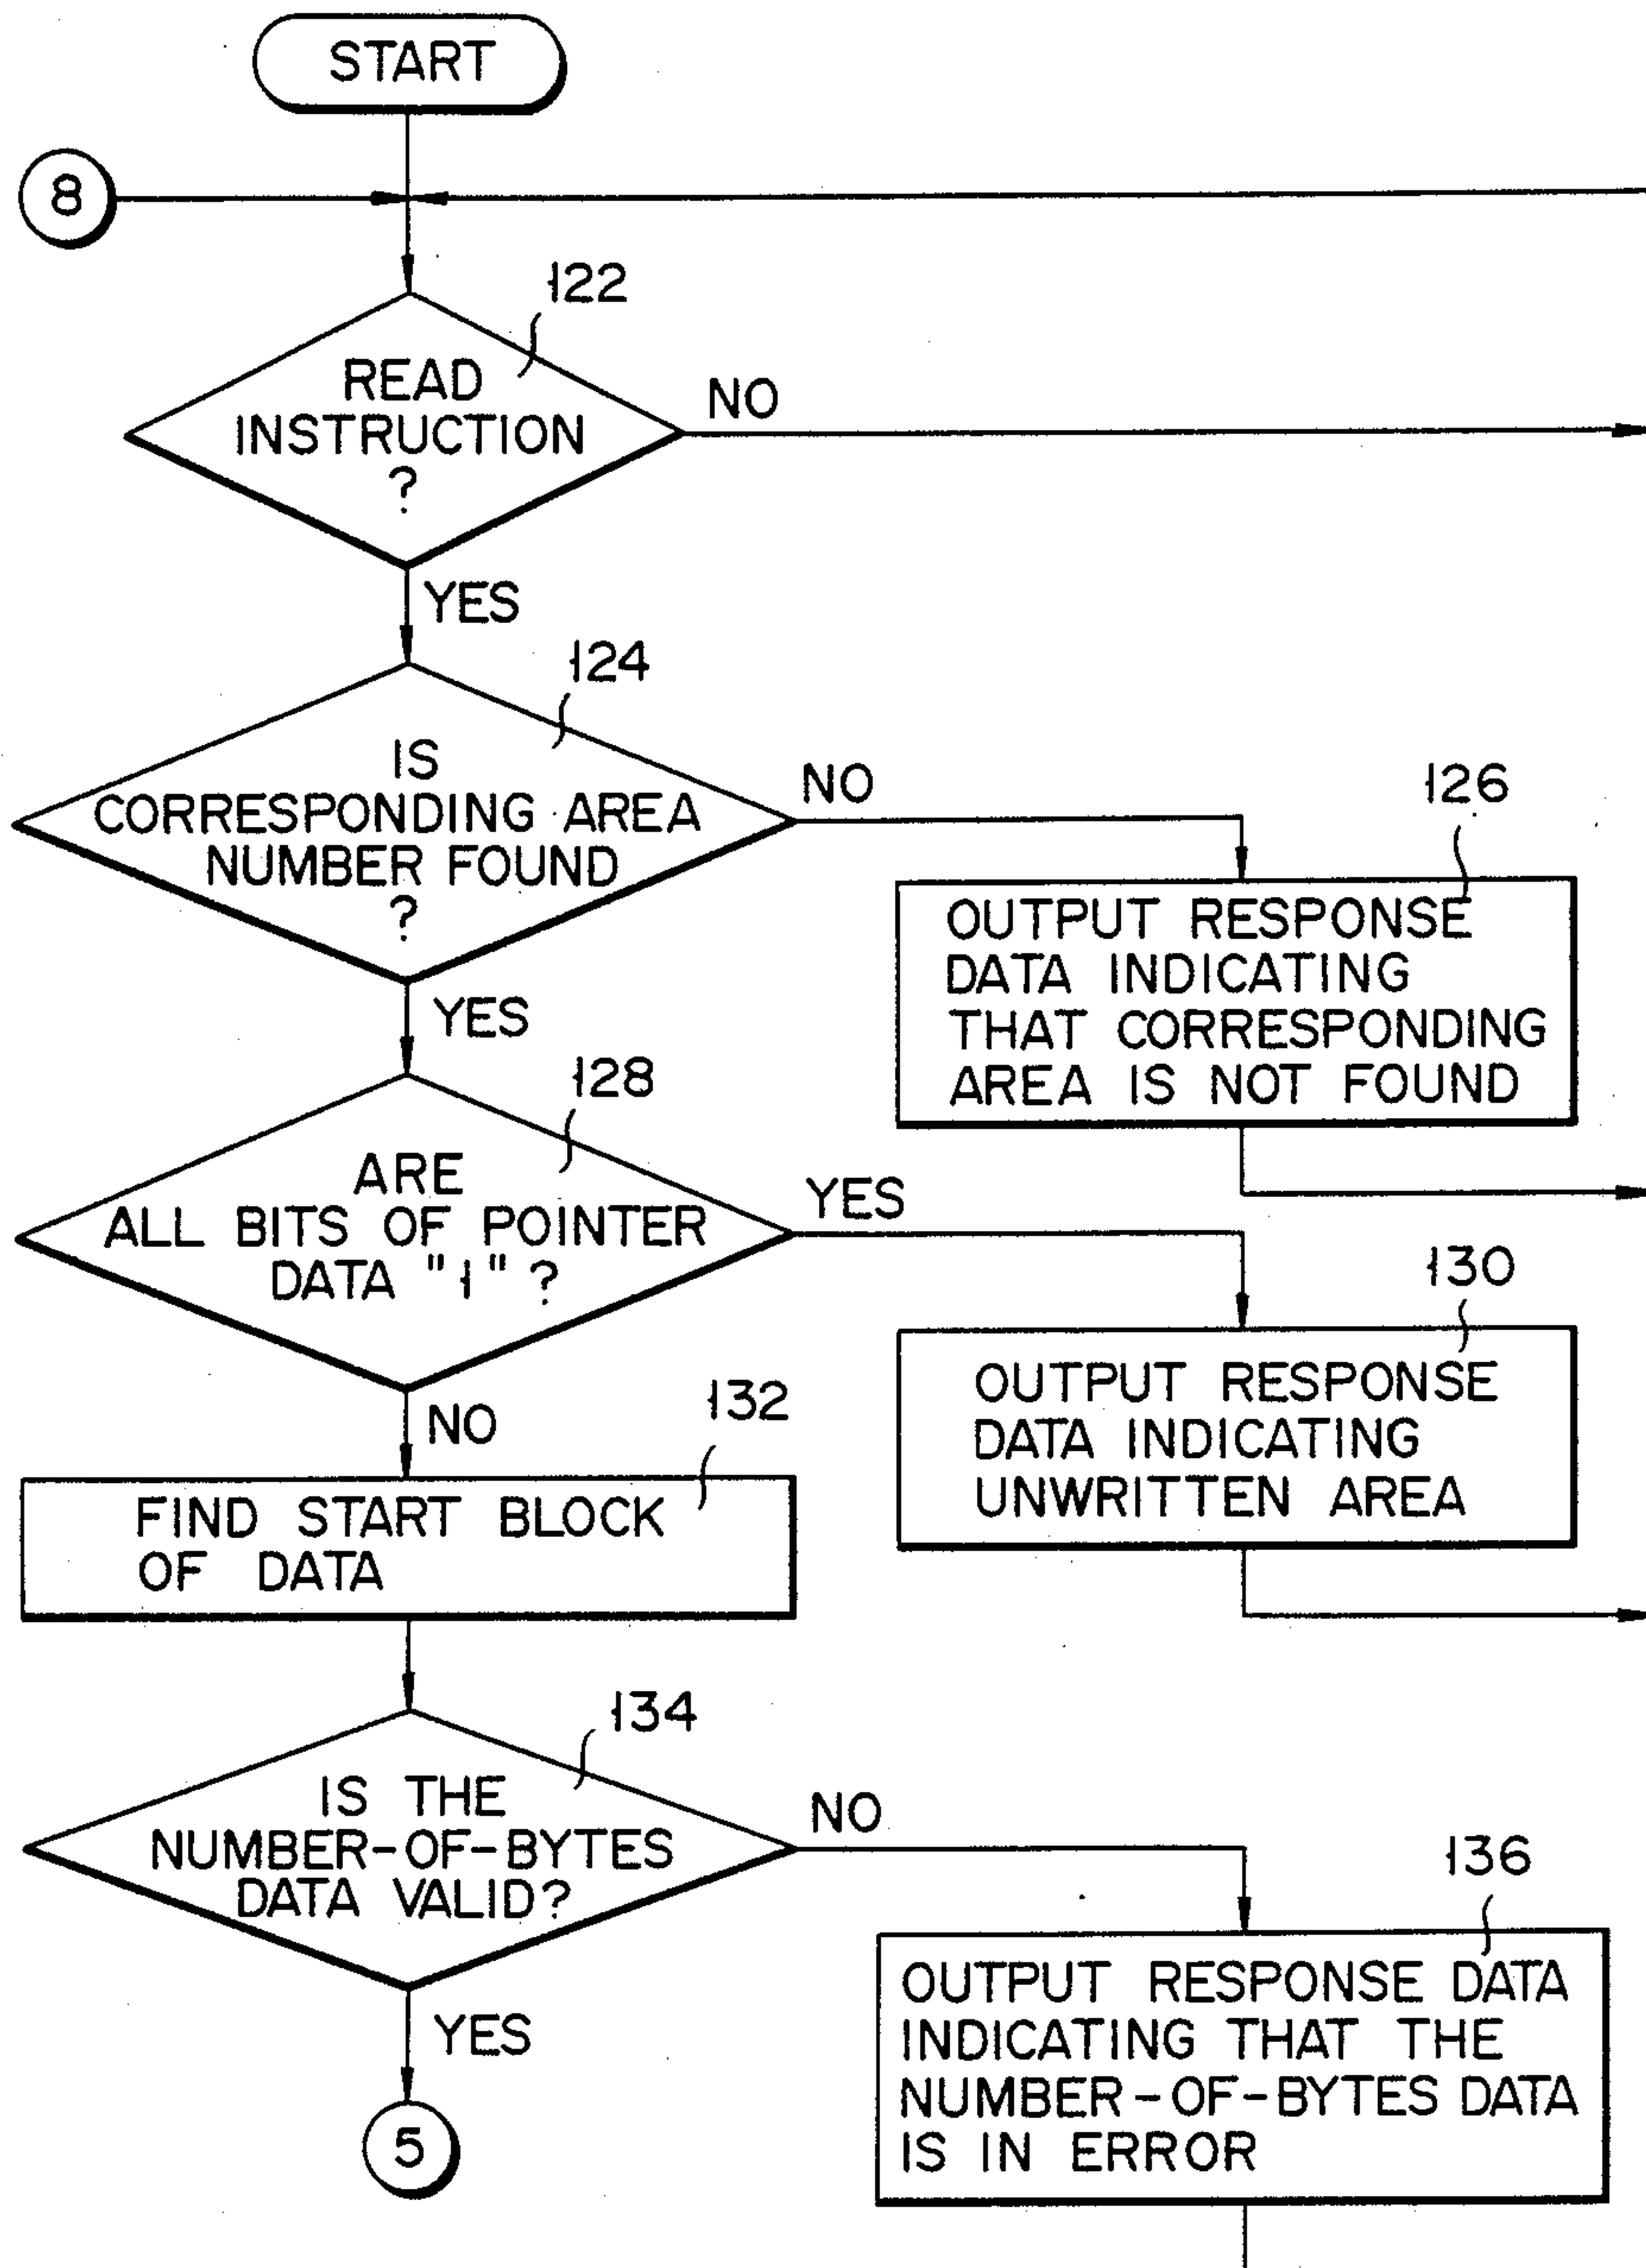 START
8
122
READ
INSTRUCTION
?
NO
YES
124
IS
CORRESPONDING AREA
NUMBER FOUND
?
NO
126
OUTPUT RESPONSE
DATA INDICATING
THAT CORRESPONDING
AREA IS NOT FOUND
YES
128
ARE
ALL BITS OF POINTER
DATA "1" ?
YES
130
OUTPUT RESPONSE
DATA INDICATING
UNWRITTEN AREA
NO
132
FIND START BLOCK
OF DATA
134
IS THE
NUMBER-OF-BYTES
DATA VALID?
NO
136
OUTPUT RESPONSE DATA
INDICATING THAT THE
NUMBER-OF-BYTES DATA
IS IN ERROR
YES
5